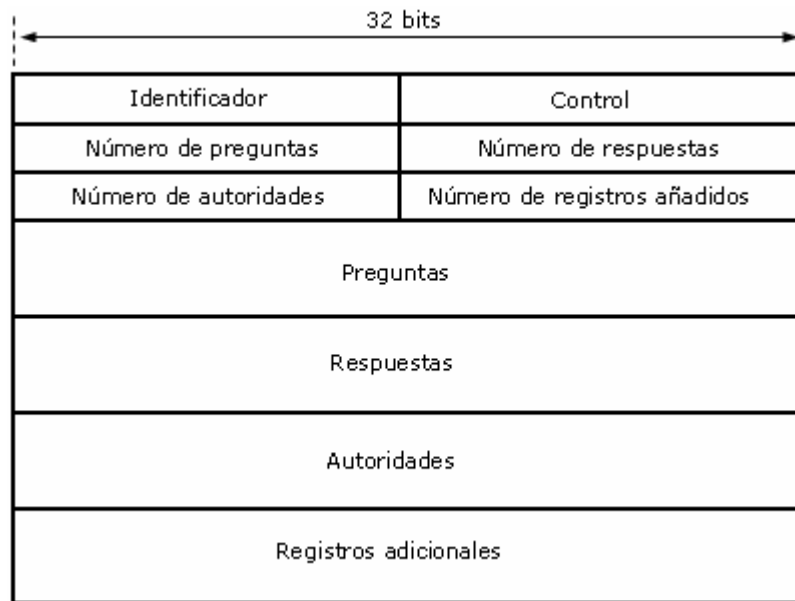 32 bits
Identificador
Control
Número de preguntas
Número de respuestas
Número de autoridades
Número de registros añadidos
Preguntas
Respuestas
Autoridades
Registros adicionales